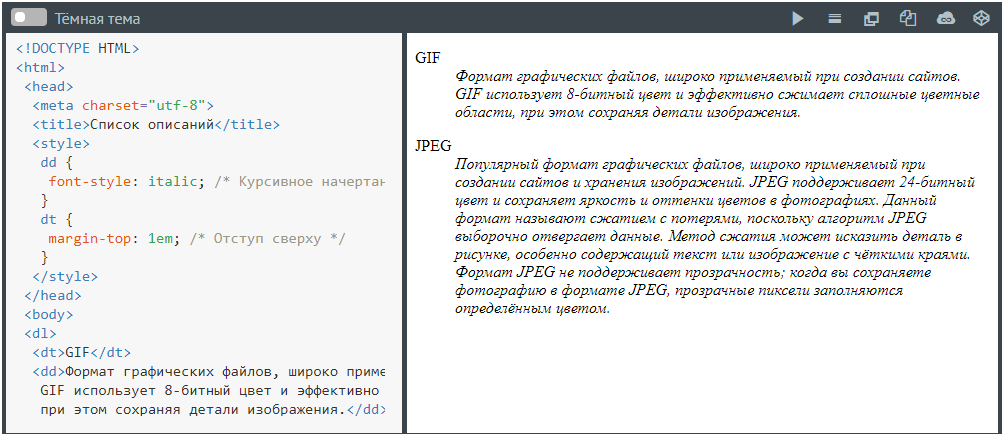 Тёмная тема
<!DOCTYPE HTML>
<html>
<head>
<meta charset="utf-8">
<title>Список описаний</title>
<style>
dd {
font-style: italic; /* Курсивное
}
dt {
margin-top: 1em; /* Отступ сверху */
}
</style>
</head>
<body>
<dl>
<dt>GIF</dt>
<dd>Формат графических файлов, широко
GIF использует 8-битный цвет и эффективно
при этом сохраняя детали изображения.</dd>
GIF
Формат графических файлов, широко применяемый при создании сайтов.
GIF использует 8-битный цвет и эффективно сжимает сплошные цветные
области, при этом сохраняя детали изображения.
JPEG
Популярный формат графических файлов, широко применяемый при
создании сайтов и хранения изображений. JPEG поддерживает 24-битный
цвет и сохраняет яркость и оттенки цветов в фотографиях. Данный
формат называют сжатием с потерями, поскольку алгоритм JPEG
выборочно отвергает данные. Метод сжатия может исказить деталь в
рисунке, особенно содержащий текст или изображение с чёткими краями.
Формат JPEG не поддерживает прозрачность; когда вы сохраняете
фотографию в формате JPEG, прозрачные пиксели заполняются
определённым цветом.